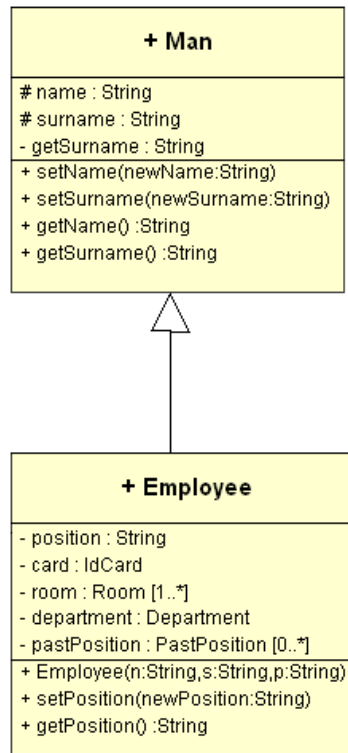 + Man
# name : String
# surname : String
- getSurname : String
+ setName(newName:String)
+ setSurname(newSurname:String)
+ getName() :String
+ getSurname() :String
+ Employee
- position : String
- card : IdCard
- room : Room [1..*]
- department : Department
- pastPosition : PastPosition [0..*]
+ Employee(n:String,s:String,p:String)
+ setPosition(newPosition:String)
+ getPosition() :String